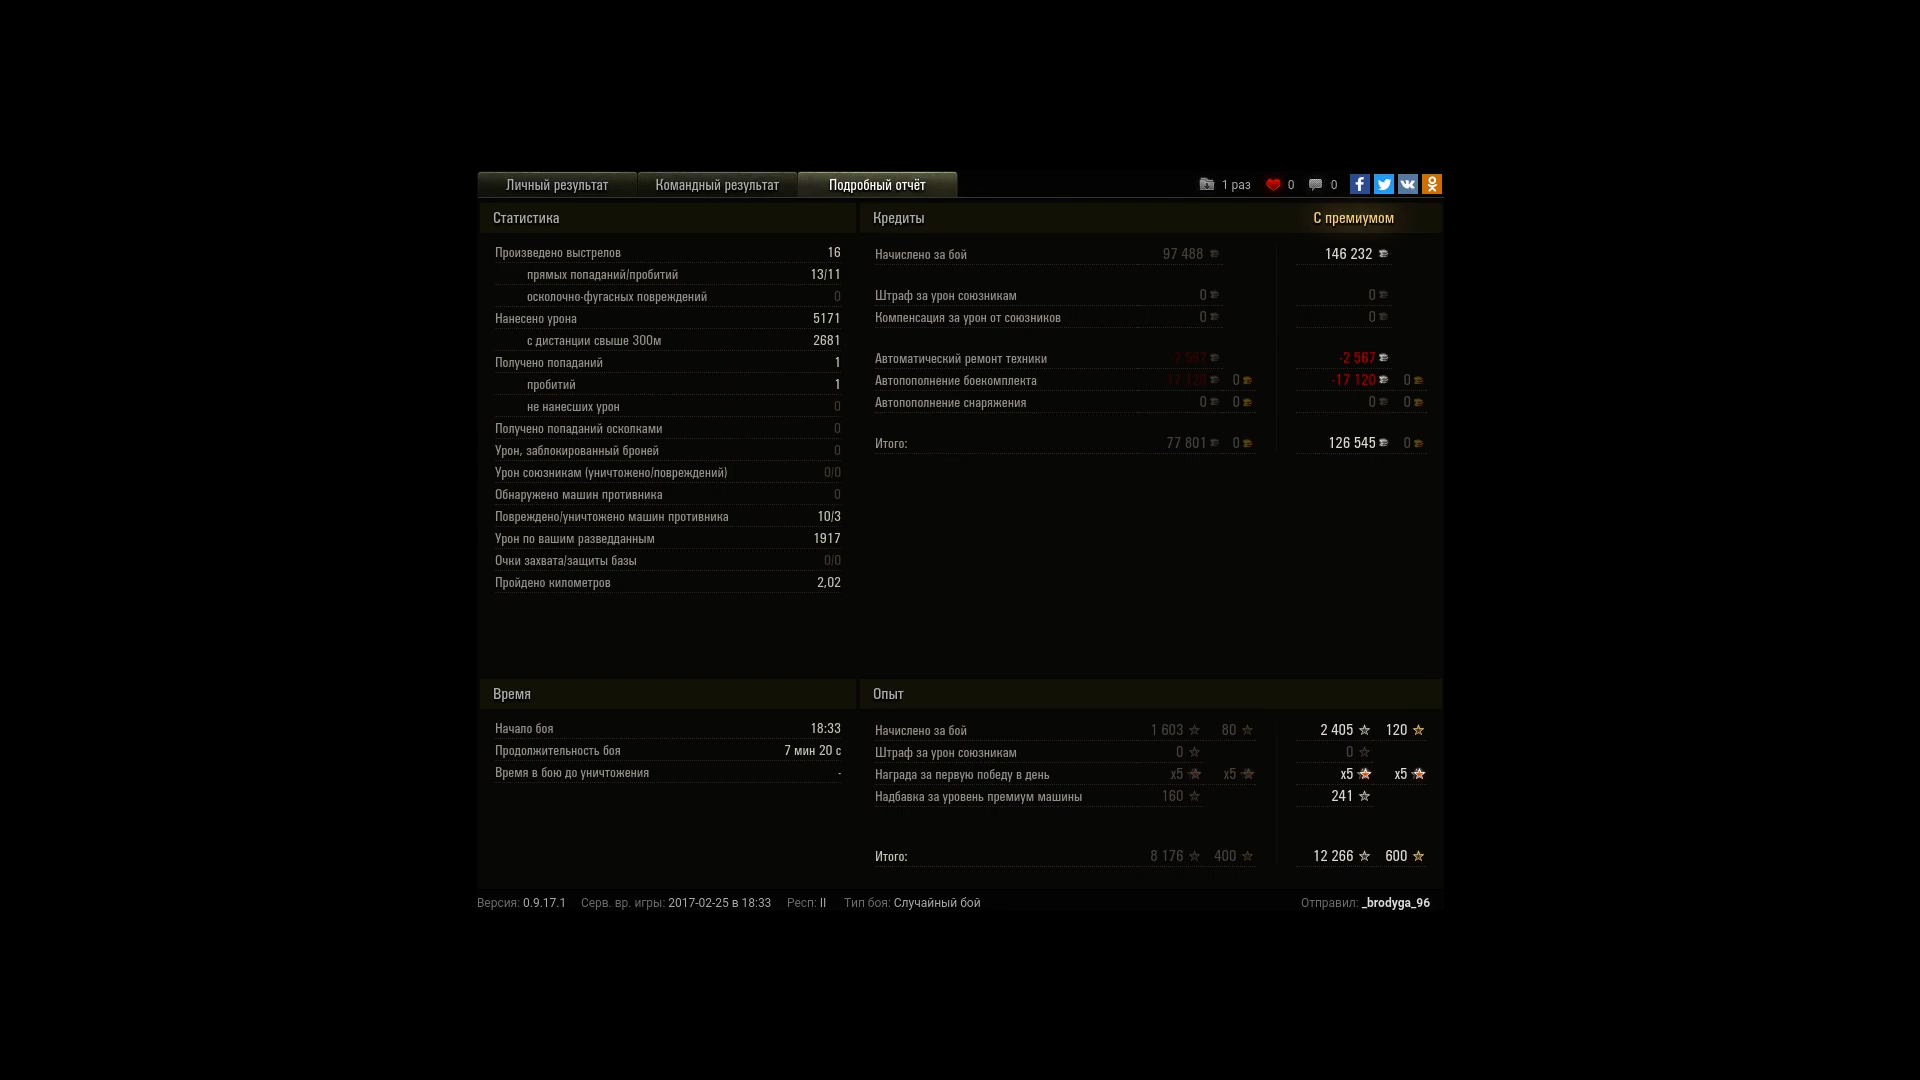 Личный результат Командный результат Подробный отчёт 1 раз 0 0
Статистика
Произведено выстрелов 16
прямых попаданий/пробитий 13/11
осколочно-фугасных повреждений 0
Нанесено урона 5171
с дистанции свыше 300м 2681
Получено попаданий 1
пробитий 1
не нанесших урон 0
Получено попаданий осколками 0
Урон, заблокированный броней 0
Урон союзникам (уничтожено/повреждений) 0/0
Обнаружено машин противника 0
Повреждено/уничтожено машин противника 10/3
Урон по вашим разведданным 1917
Очки захвата/защиты базы 0/0
Пройдено километров 2,02
Кредиты С премиумом
Начислено за бой 97 488 146 232
Штраф за урон союзникам 0 0
Компенсация за урон от союзников 0 0
Автоматический ремонт техники -2 567 -2 567
Автопополнение боекомплекта -17 120 0 -17 120 0
Автопополнение снаряжения 0 0 0 0
Итого: 77 801 0 126 545 0
Время
Начало боя 18:33
Продолжительность боя 7 мин 20 с
Время в бою до уничтожения -
Опыт
Начислено за бой 1 603 80 2 405 120
Штраф за урон союзникам 0 0
Награда за первую победу в день x5 x5 x5 x5
Надбавка за уровень премиум машины 160 241
Итого: 8 176 400 12 266 600
Версия: 0.9.17.1 Серв. вр. игры: 2017-02-25 в 18:33 Респ: II Тип боя: Случайный бой Отправил: _brodyga_96